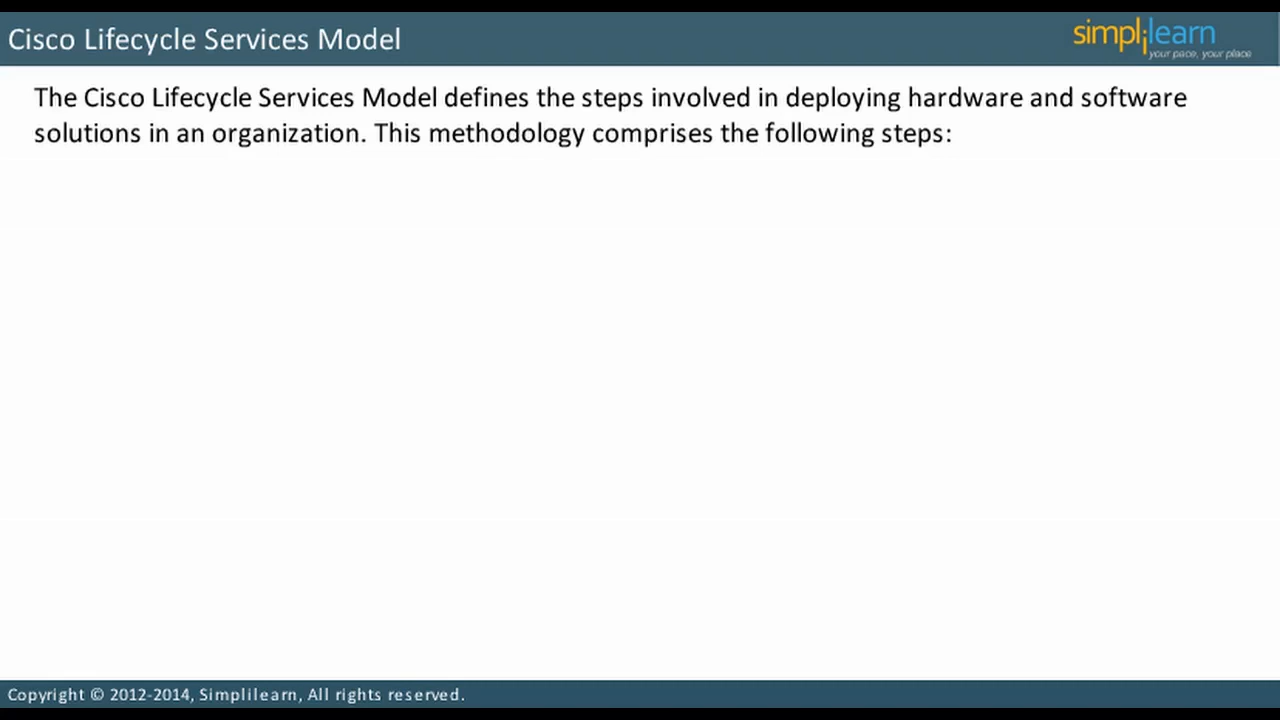 Cisco Lifecycle Services Model
simplilearn
your pace, your place
The Cisco Lifecycle Services Model defines the steps involved in deploying hardware and software
solutions in an organization. This methodology comprises the following steps:
Copyright © 2012-2014, Simplilearn, All rights reserved.